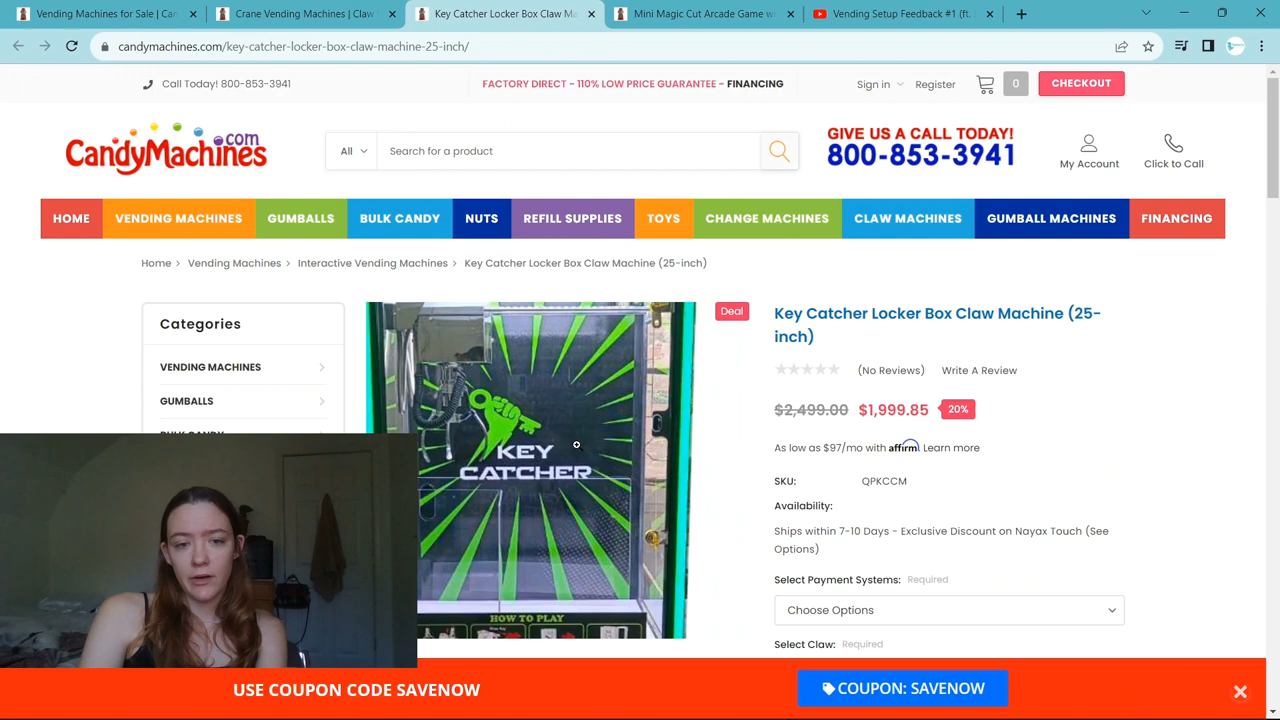 Vending Machines
Key Catcher Locker Box Claw Ma
Mini Magic Cut Arcade Game w
Vending Setup Adventure #1 (ft.
candymachines.com/key-catcher-locker-box-claw-machine-25-inch/
Call Today! 800-853-3941
FACTORY DIRECT - 110% LOW PRICE GUARANTEE - FINANCING
Sign in
Register
0
CHECKOUT
CandyMachines.com
All
Search for a product
GIVE US A CALL TODAY!
800-853-3941
My Account
Click to Call
HOME
VENDING MACHINES
GUMBALLS
BULK CANDY
NUTS
REFILL SUPPLIES
TOYS
CHANGE MACHINES
CLAW MACHINES
GUMBALL MACHINES
FINANCING
Home > Vending Machines > Interactive Vending Machines > Key Catcher Locker Box Claw Machine (25-inch)
Categories
VENDING MACHINES
GUMBALLS
KEY
CATCHER
HOW TO PLAY
Deal
Key Catcher Locker Box Claw Machine (25-
inch)
(No Reviews)
Write A Review
$2,499.00 $1,999.85 20%
As low as $97/mo with affirm. Learn more
SKU: QPKCCM
Availability:
Ships within 7-10 Days - Exclusive Discount on Nayax Touch (See
Options)
Select Payment Systems: Required
Choose Options
Select Claw: Required
USE COUPON CODE SAVENOW
COUPON: SAVENOW